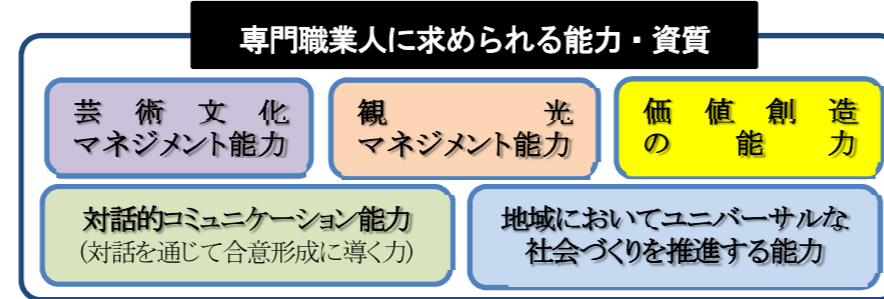 専門職業人に求められる能力・資質
芸術文化
マネジメント能力
観光
マネジメント能力
価値創造
の能力
対話的コミュニケーション能力
(対話を通じて合意形成に導く力)
地域においてユニバーサルな
社会づくりを推進する能力